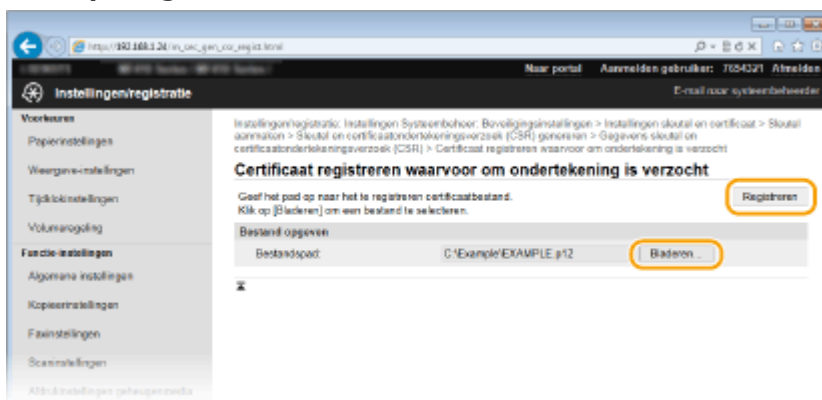 http://192.168.1.24/m_sec_gen_csr_regist.html
Naar portal Aanmelden gebruiker: 7654321 Afmelden
Instellingen/registratie
E-mail naar systeembeheerder
Voorkeuren
Papierinstellingen
Weergave-instellingen
Tijdklokinstellingen
Volumeregeling
Functie-instellingen
Algemene instellingen
Kopieerinstellingen
Faxinstellingen
Scaninstellingen
Afdrukinstellingen geheugenmedia
Instellingen/registratie: Instellingen Systeembeheer: Beveiligingsinstellingen > Instellingen sleutel en certificaat > Sleutel
aanmaken > Sleutel en certificaatondertekeningsverzoek (CSR) genereren > Gegevens sleutel en
certificaatondertekeningsverzoek (CSR) > Certificaat registreren waarvoor om ondertekening is verzocht
Certificaat registreren waarvoor om ondertekening is verzocht
Geef het pad op naar het te registreren certificaatbestand.
Klik op [Bladeren] om een bestand te selecteren.
Registreren
Bestand opgeven
Bestandspad: C:\Example\EXAMPLE.p12 Bladeren...